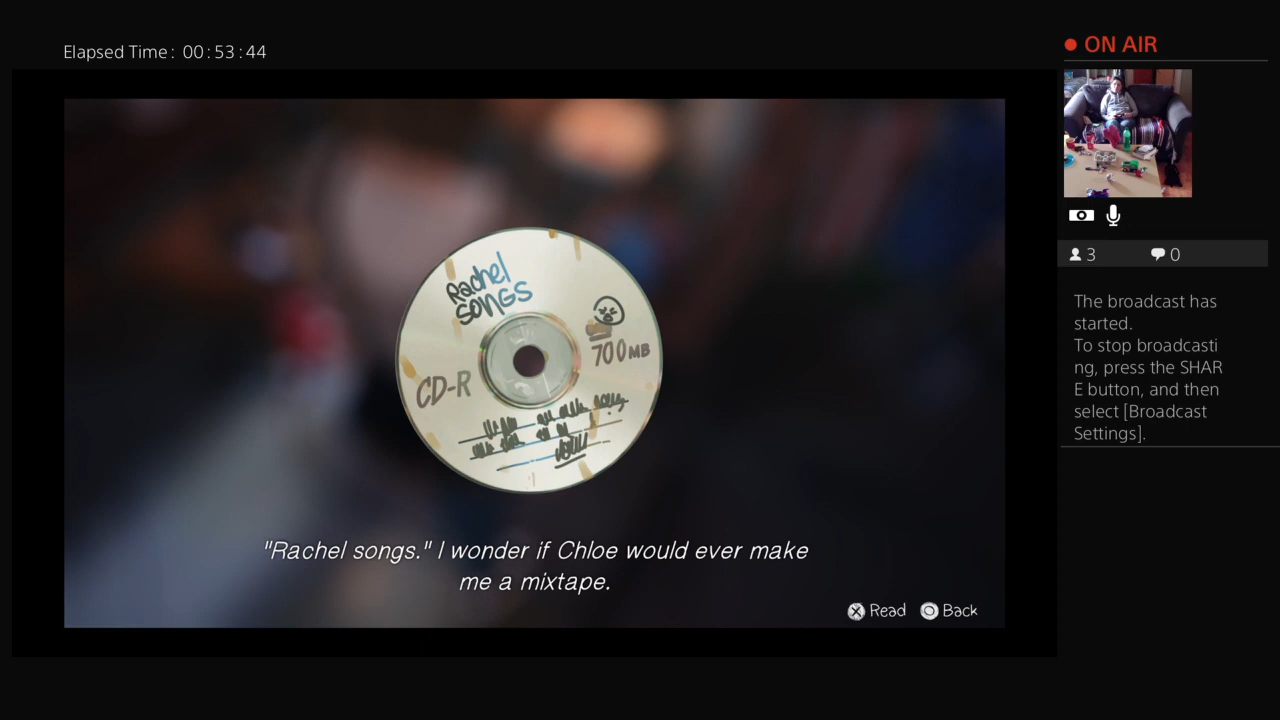 Elapsed Time: 00:53:44
ON AIR
3
0
The broadcast has
started.
To stop broadcasti
ng, press the SHAR
E button, and then
select [Broadcast
Settings].
Rachel
SONGS
700MB
CD-R
"Rachel songs." I wonder if Chloe would ever make
me a mixtape.
Read
Back